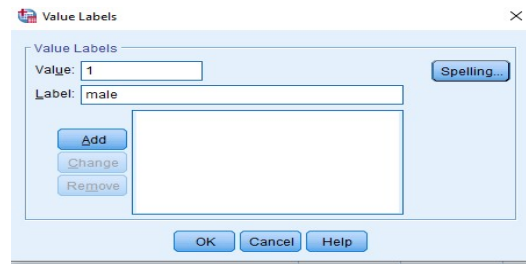 Value Labels
Value Labels
Value: 1
Spelling...
Label: male
Add
Change
Remove
OK Cancel Help